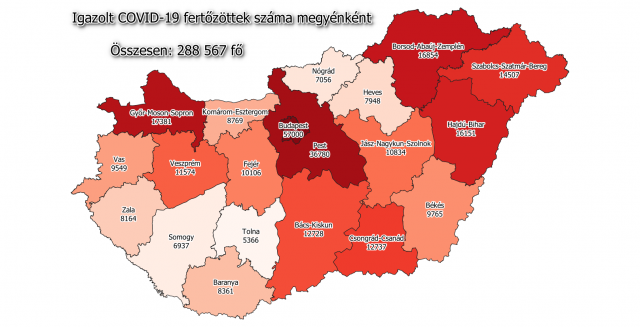 Igazolt COVID-19 fertőzöttek száma megyénként
Összesen: 288 567 fő
Borsod-Abaúj-Zemplén
16854
Szabolcs-Szatmár-Bereg
14507
Nógrád
7056
Heves
7948
Győr-Moson-Sopron
17381
Komárom-Esztergom
8769
Budapest
57000
Pest
36780
Hajdú-Bihar
16151
Jász-Nagykun-Szolnok
10834
Vas
9549
Veszprém
11574
Fejér
10106
Békés
9765
Zala
8164
Somogy
6937
Tolna
5366
Bács-Kiskun
12728
Csongrád-Csanád
12737
Baranya
8361